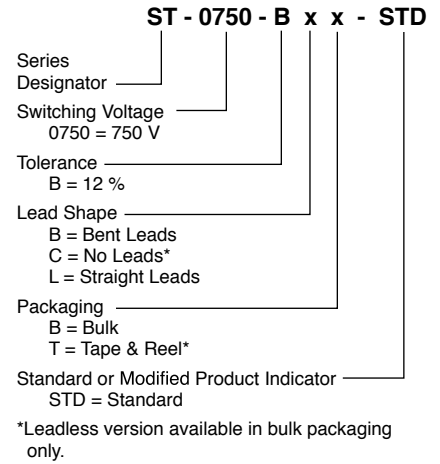 ST - 0750 - B x x - STD
Series
Designator
Switching Voltage
0750 = 750 V
Tolerance
B = 12 %
Lead Shape
B = Bent Leads
C = No Leads*
L = Straight Leads
Packaging
B = Bulk
T = Tape & Reel*
Standard or Modified Product Indicator
STD = Standard
*Leadless version available in bulk packaging
only.